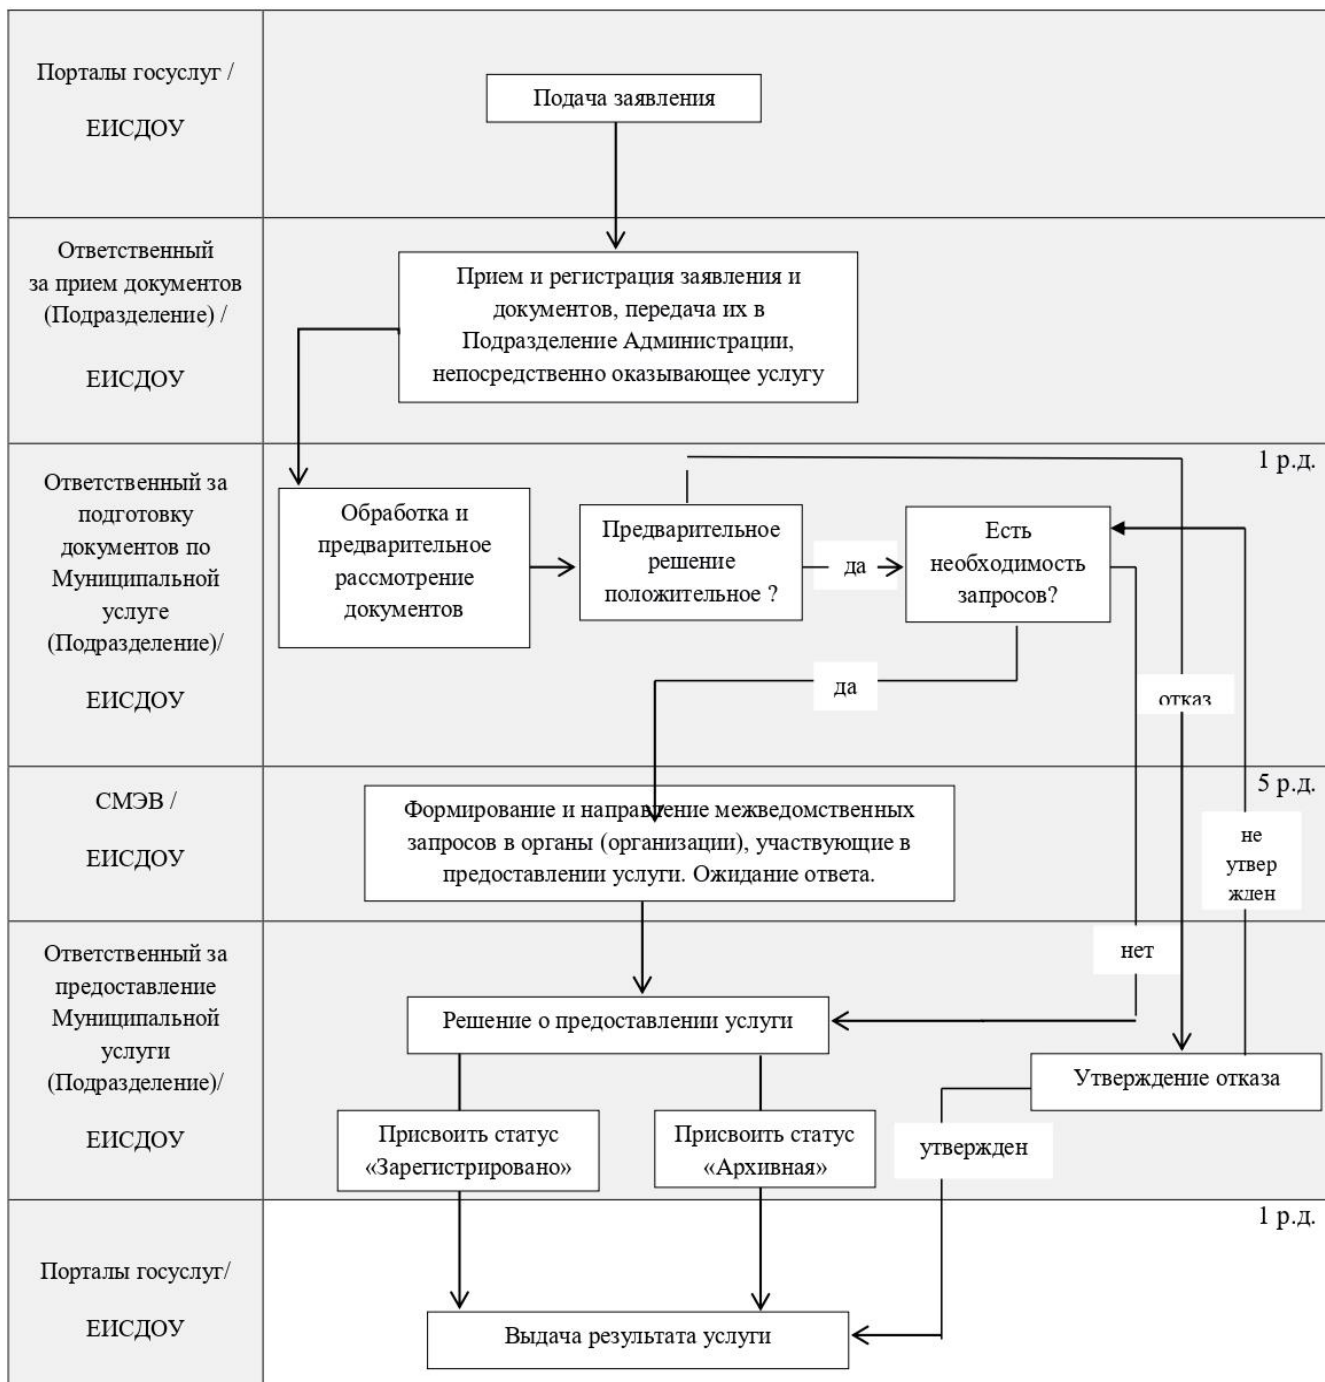 Порталы госуслуг /
ЕИСДОУ
Подача заявления
Ответственный
за прием документов
(Подразделение) /
ЕИСДОУ
Прием и регистрация заявления и
документов, передача их в
Подразделение Администрации,
непосредственно оказывающее услугу
1 р.д.
Ответственный за
подготовку
документов по
Муниципальной
услуге
(Подразделение)/
ЕИСДОУ
Обработка и
предварительное
рассмотрение
документов
Предварительное
решение
положительное ?
да
Есть
необходимость
запросов?
да
отказ
5 р.д.
СМЭВ /
ЕИСДОУ
Формирование и направление межведомственных
запросов в органы (организации), участвующие в
предоставлении услуги. Ожидание ответа.
не
утвер
жден
нет
Ответственный за
предоставление
Муниципальной
услуги
(Подразделение)/
ЕИСДОУ
Решение о предоставлении услуги
Утверждение отказа
Присвоить статус
«Зарегистрировано»
Присвоить статус
«Архивная»
утвержден
1 р.д.
Порталы госуслуг/
ЕИСДОУ
Выдача результата услуги